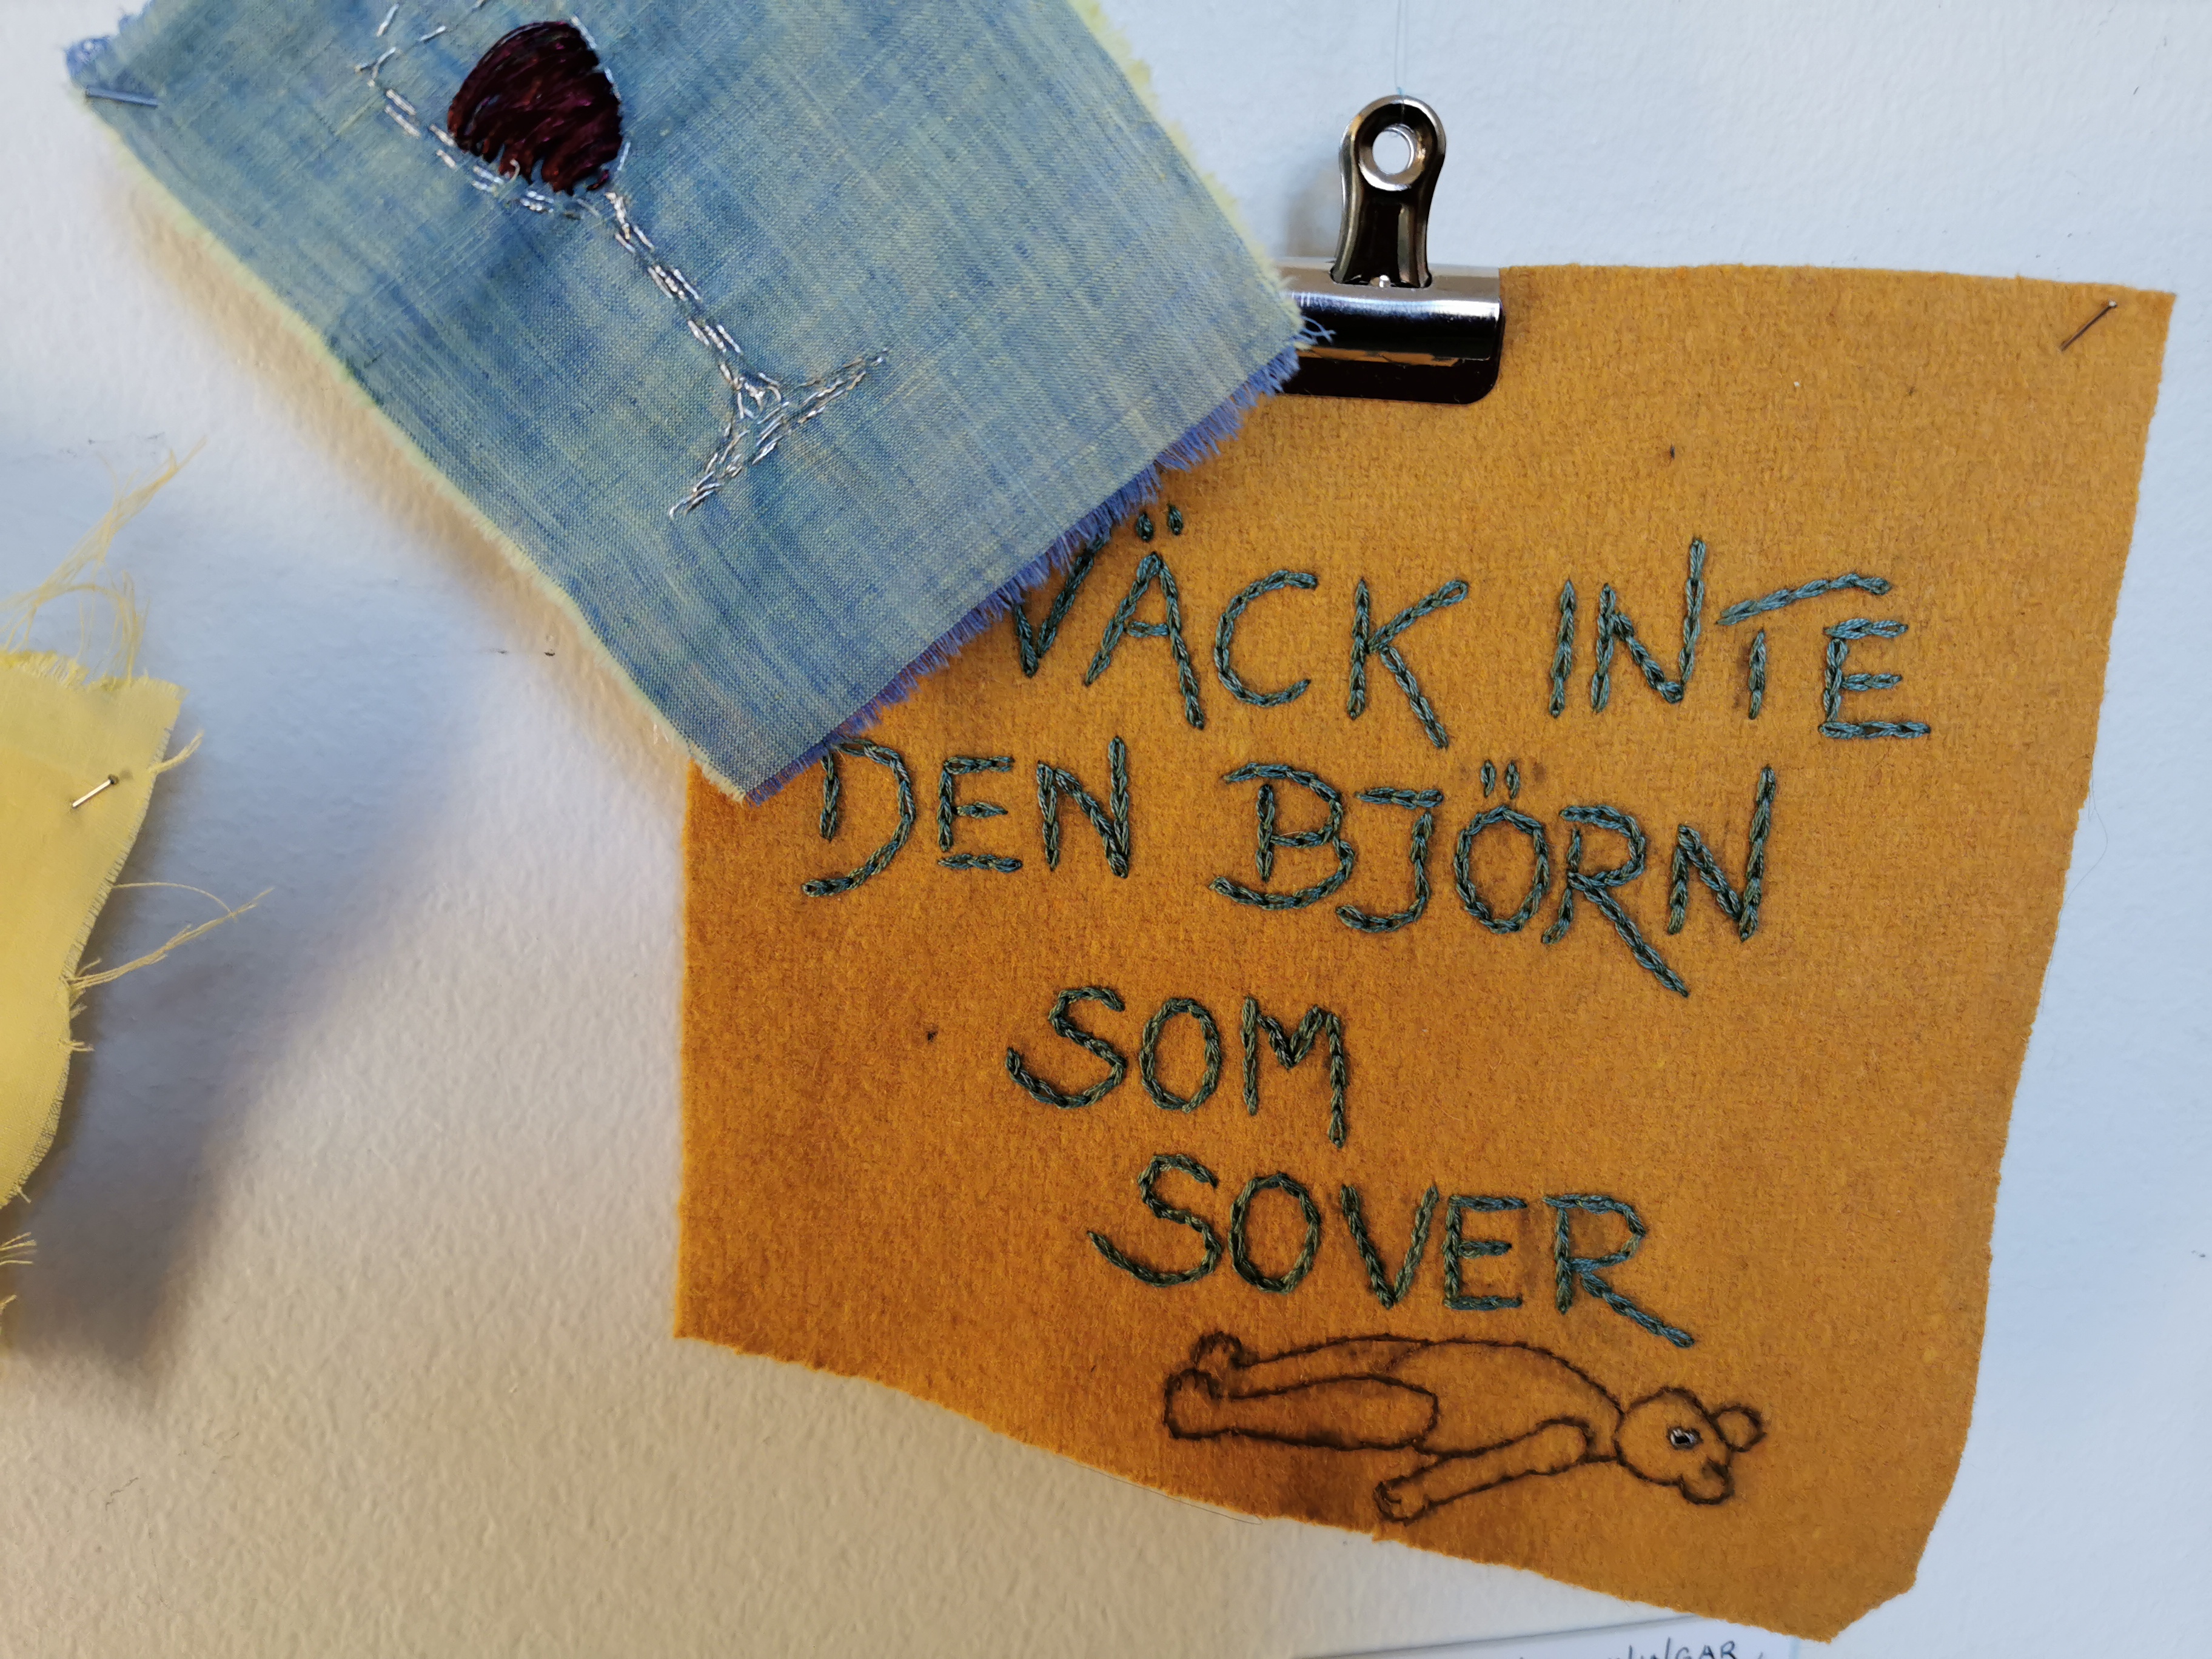 VÄCK INTE
DEN BJÖRN
SOM
SOVER